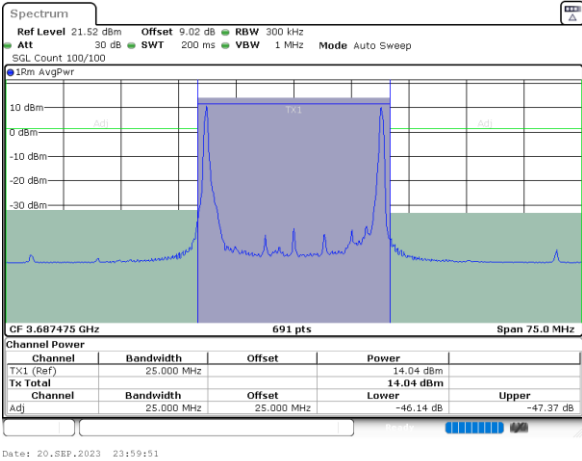 Spectrum
Ref Level 21.52 dBm Offset 9.02 dB RBW 300 kHz
Att 30 dB SWT 200 ms VBW 1 MHz Mode Auto Sweep
SGL Count 100/100
1Rm AvgPwr
10 dBm
TX1
Adj Adj
0 dBm
-10 dBm
-20 dBm
-30 dBm
CF 3.687475 GHz 691 pts Span 75.0 MHz
Channel Power
Channel Bandwidth Offset Power
TX1 (Ref) 25.000 MHz 14.04 dBm
Tx Total 14.04 dBm
Channel Bandwidth Offset Lower Upper
Adj 25.000 MHz 25.000 MHz -46.14 dB -47.37 dB
Date: 20.SEP.2023 23:59:51